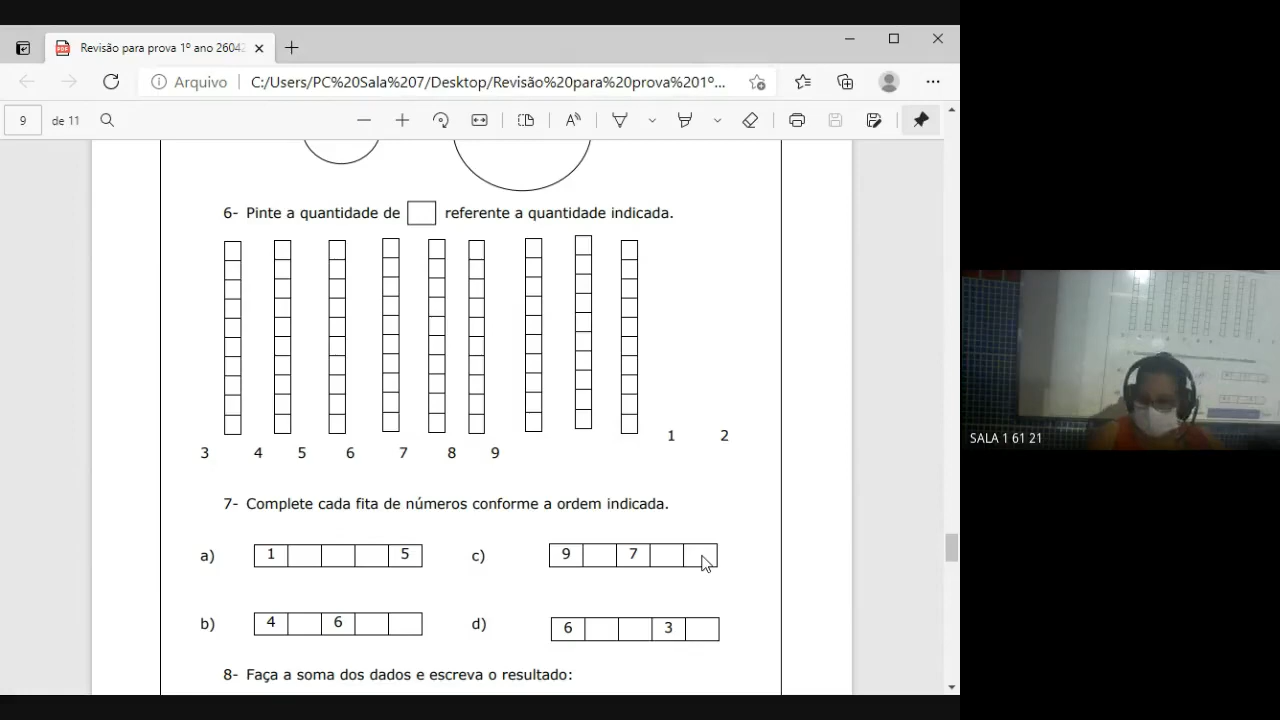 Revisão para prova 1º ano 26042
Arquivo
C:/Users/PC%20Sala%207/Desktop/Revisão%20para%20prova%201º...
9 de 11
6- Pinte a quantidade de referente a quantidade indicada.
1 2
3 4 5 6 7 8 9
7- Complete cada fita de números conforme a ordem indicada.
a) 1 5 c) 9 7
b) 4 6 d) 6 3
8- Faça a soma dos dados e escreva o resultado:
SALA 1 61 21